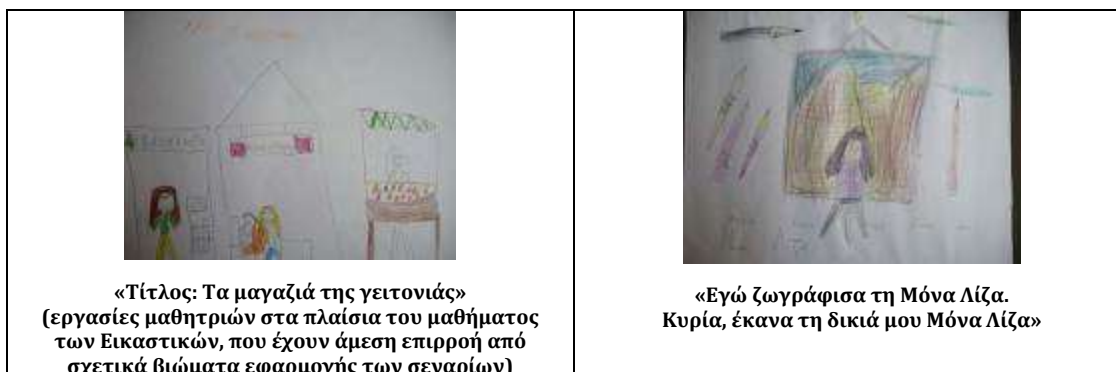 «Τίτλος: Τα μαγαζιά της γειτονιάς»
(εργασίες μαθητριών στα πλαίσια του μαθήματος
των Εικαστικών, που έχουν άμεση επιρροή από
σχετικά βιώματα εφαρμογής των σεναρίων)
«Εγώ ζωγράφισα τη Μόνα Λίζα.
Κυρία, έκανα τη δικιά μου Μόνα Λίζα»